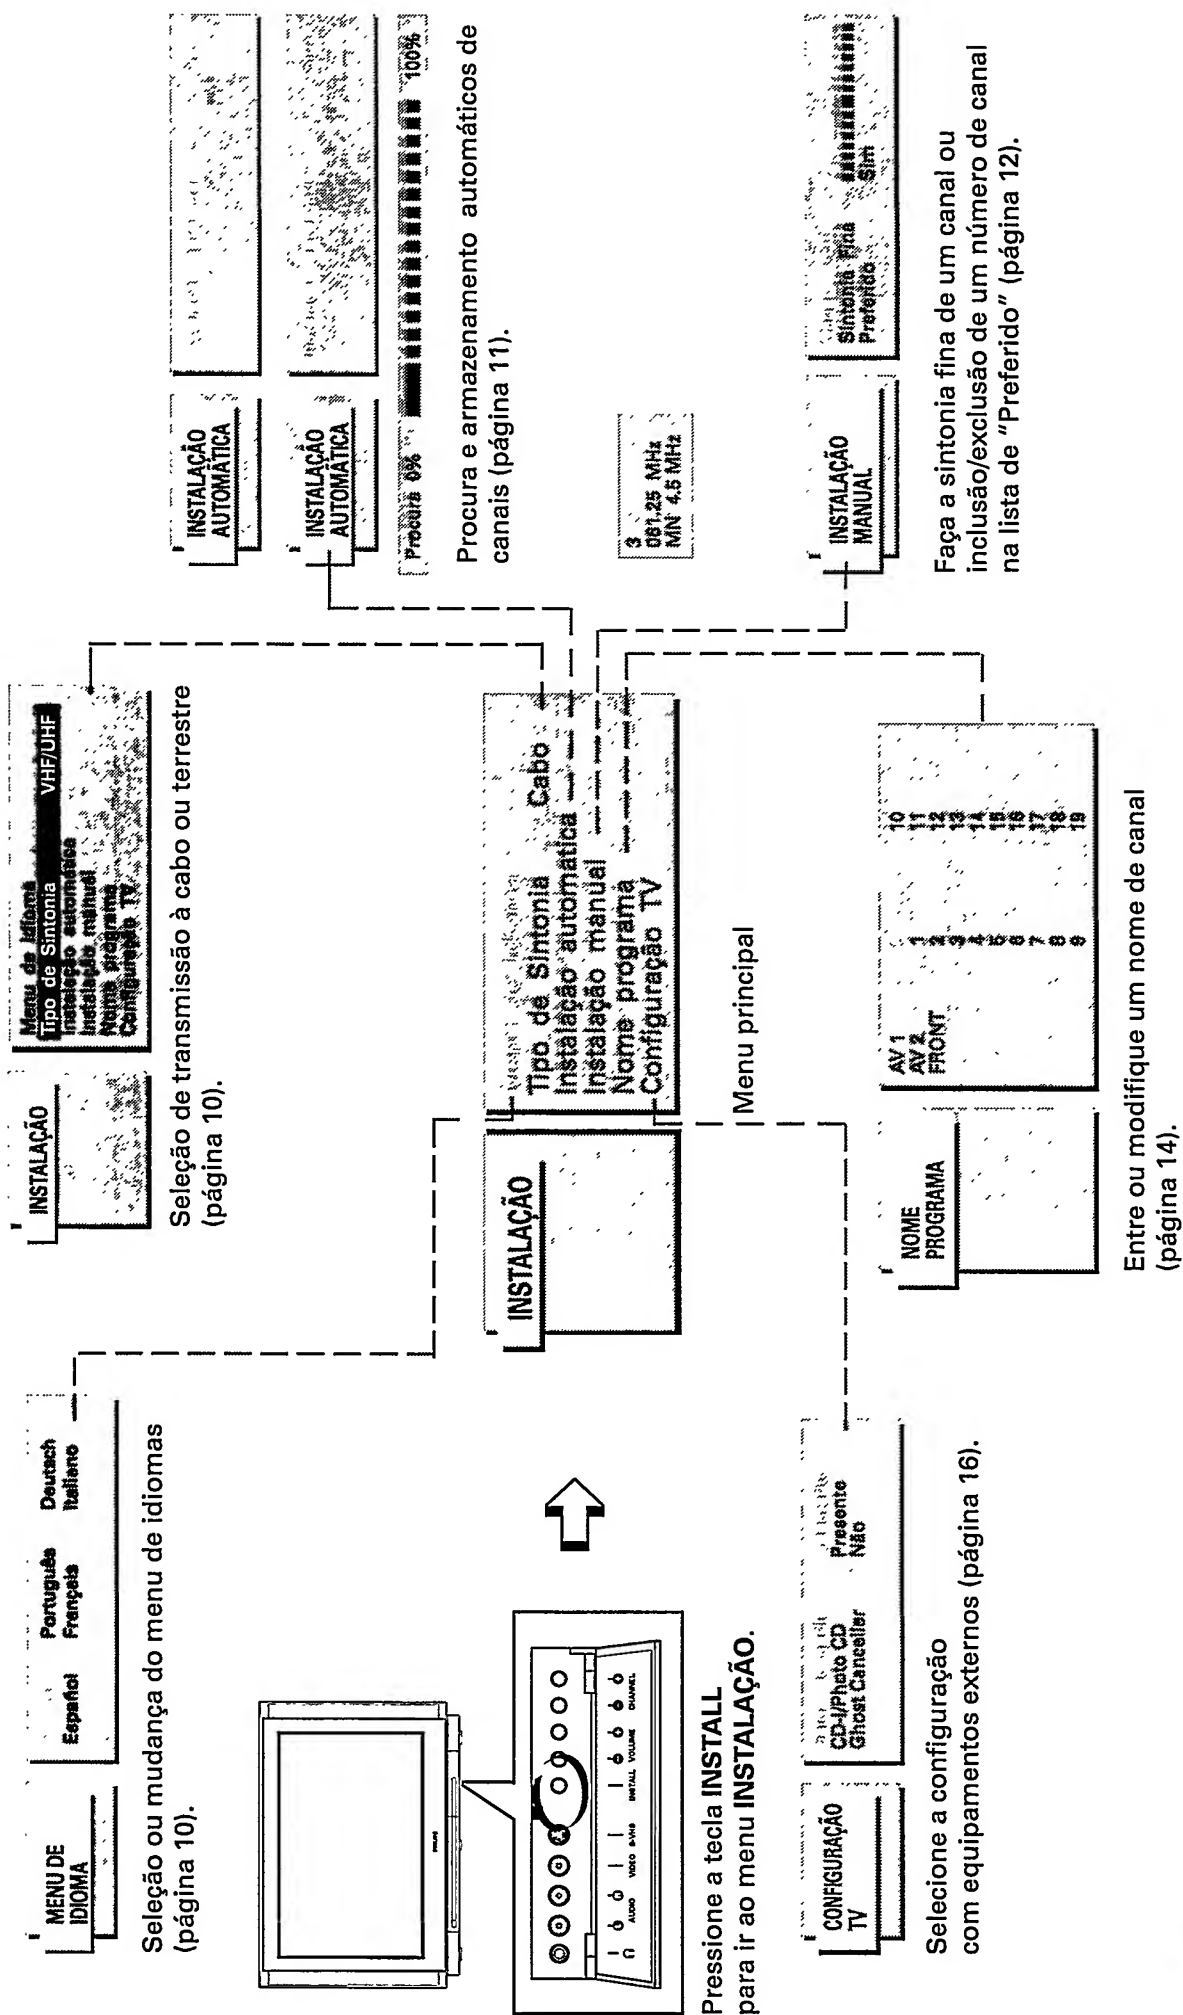 MENU DE
IDIOMA
Español Português Deutsch
Français Italiano
Seleção ou mudança do menu de idiomas
(página 10).
INSTALAÇÃO
Menu de Idioma
Tipo de Sintonia VHF/UHF
Instalação automática
Instalação manual
Nome programa
Configuração TV
Seleção de transmissão à cabo ou terrestre
(página 10).
INSTALAÇÃO
AUTOMÁTICA
INSTALAÇÃO
AUTOMÁTICA
Procura 0% 100%
Procura e armazenamento automáticos de
canais (página 11).
PHILIPS
AUDIO VIDEO S-VHS INSTALL VOLUME CHANNEL
Pressione a tecla INSTALL
para ir ao menu INSTALAÇÃO.
INSTALAÇÃO
Tipo de Sintonia Cabo
Instalação automática
Instalação manual
Nome programa
Configuração TV
Menu principal
3
061.25 MHz
MN 4.5 MHz
CONFIGURAÇÃO
TV
CD-I/Photo CD Presente
Ghost Canceller Não
Selecione a configuração
com equipamentos externos (página 16).
NOME
PROGRAMA
AV 1 10
AV 2 1 11
FRONT 2 12
3 13
4 14
5 15
6 16
7 17
8 18
9 19
Entre ou modifique um nome de canal
(página 14).
INSTALAÇÃO
MANUAL
Sintonia Fina
Preferido Sim
Faça a sintonia fina de um canal ou
inclusão/exclusão de um número de canal
na lista de "Preferido" (página 12).